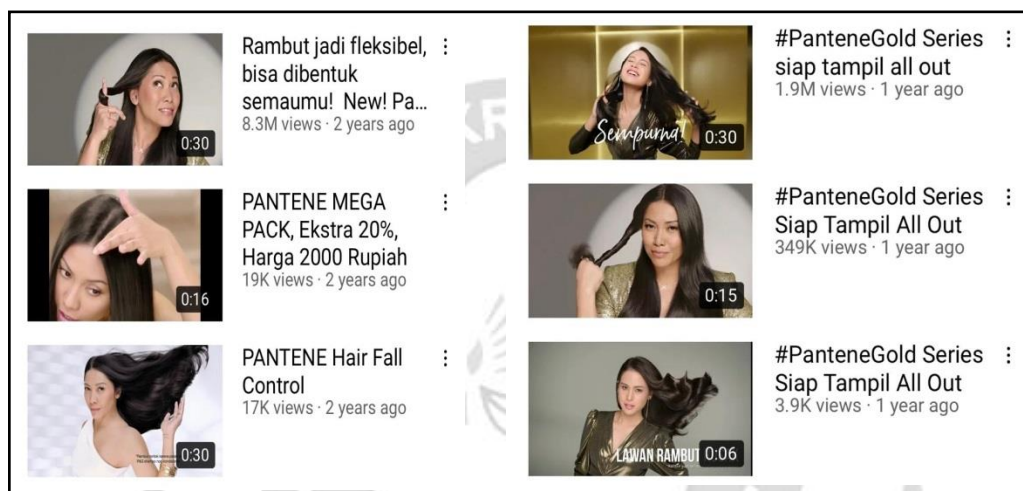 Rambut jadi fleksibel,
bisa dibentuk
semaumu! New! Pa...
8.3M views · 2 years ago
0:30
PANTENE MEGA
PACK, Ekstra 20%,
Harga 2000 Rupiah
19K views · 2 years ago
0:16
PANTENE Hair Fall
Control
17K views · 2 years ago
0:30
#PanteneGold Series
siap tampil all out
1.9M views · 1 year ago
Sempurna!
0:30
#PanteneGold Series
Siap Tampil All Out
349K views · 1 year ago
0:15
#PanteneGold Series
Siap Tampil All Out
3.9K views · 1 year ago
LAWAN RAMBUT
0:06